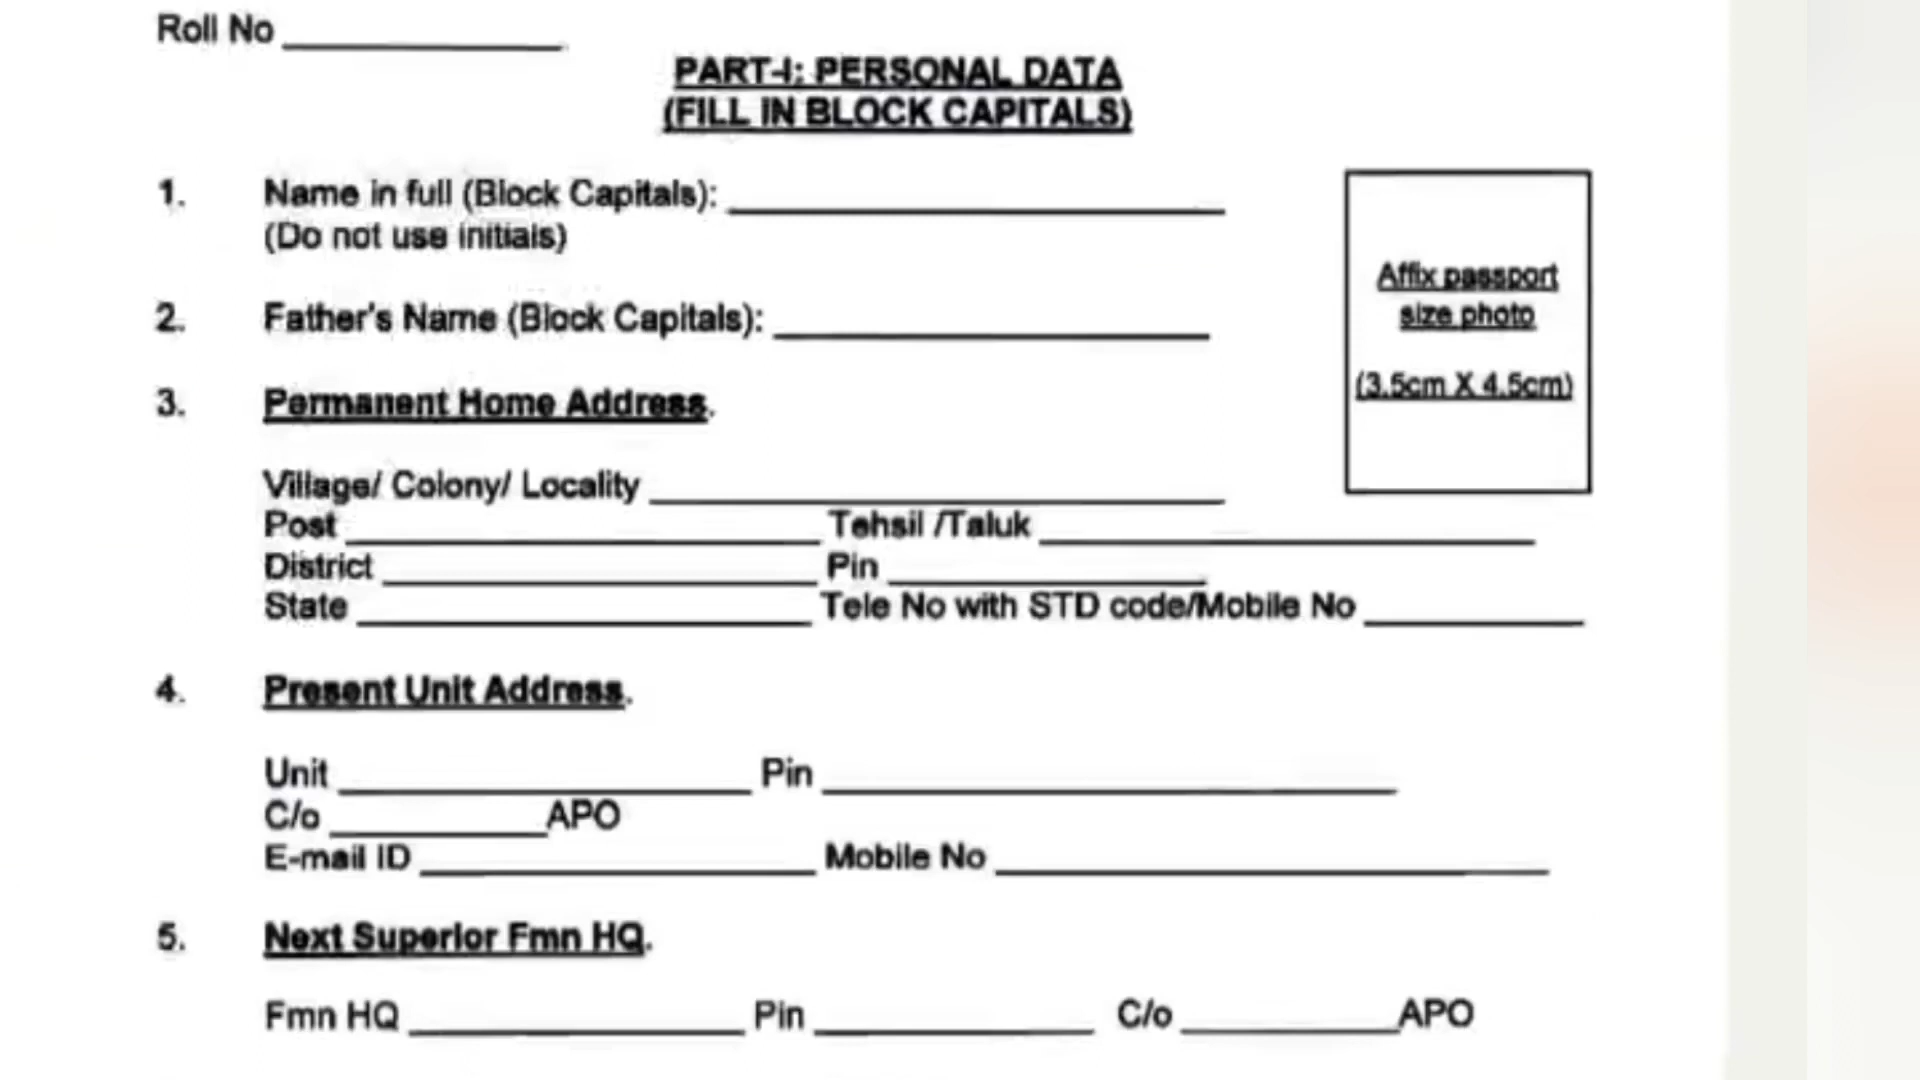 Roll No
PART-I: PERSONAL DATA
(FILL IN BLOCK CAPITALS)
1. Name in full (Block Capitals):
(Do not use initials)
2. Father's Name (Block Capitals):
Affix passport
size photo
(3.5cm X 4.5cm)
3. Permanent Home Address.
Village/ Colony/ Locality
Post Tehsil /Taluk
District Pin
State Tele No with STD code/Mobile No
4. Present Unit Address.
Unit Pin
C/o APO
E-mail ID Mobile No
5. Next Superior Fmn HQ.
Fmn HQ Pin C/o APO